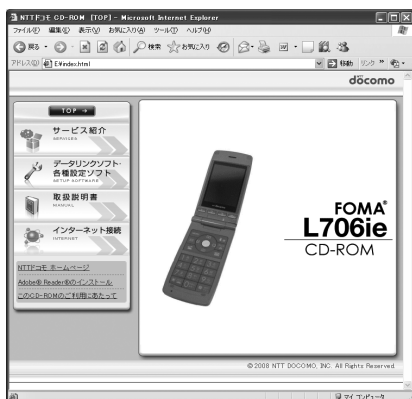 NTTドコモ CD-ROM [TOP] - Microsoft Internet Explorer
ファイル(F) 編集(E) 表示(V) お気に入り(A) ツール(T) ヘルプ(H)
戻る 検索 お気に入り
アドレス(D) E:¥index.html 移動 リンク »
döcomo
TOP →
サービス紹介
SERVICES
データリンクソフト・
各種設定ソフト
SETUP SOFTWARE
取扱説明書
MANUAL
インターネット接続
INTERNET
NTTドコモ ホームページ
Adobe® Reader®のインストール
このCD-ROMのご利用にあたって
FOMA®
L706ie
CD-ROM
© 2008 NTT DOCOMO, INC. All Rights Reserved.
マイ コンピュータ